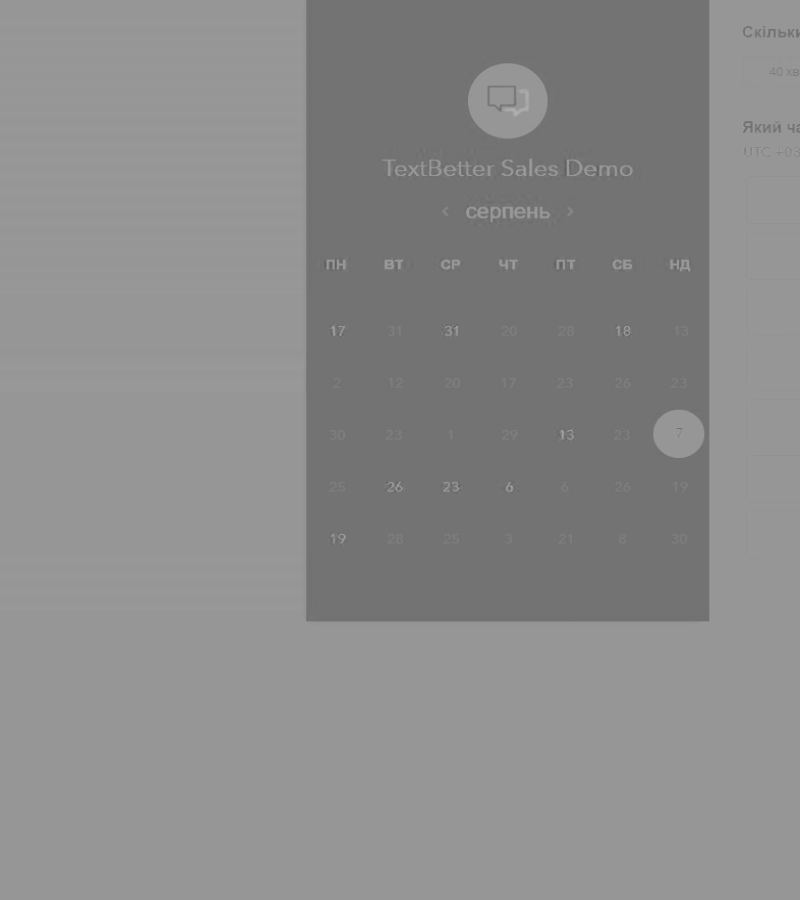 TextBetter Sales Demo
‹ серпень ›
ПН ВТ СР ЧТ ПТ СБ НД
17 31 31 20 28 18 13
2 12 20 17 23 26 23
30 23 1 29 13 23 7
25 26 23 6 6 26 19
19 28 25 3 21 8 30
Скільки
40 хв
Який ча
UTC +03